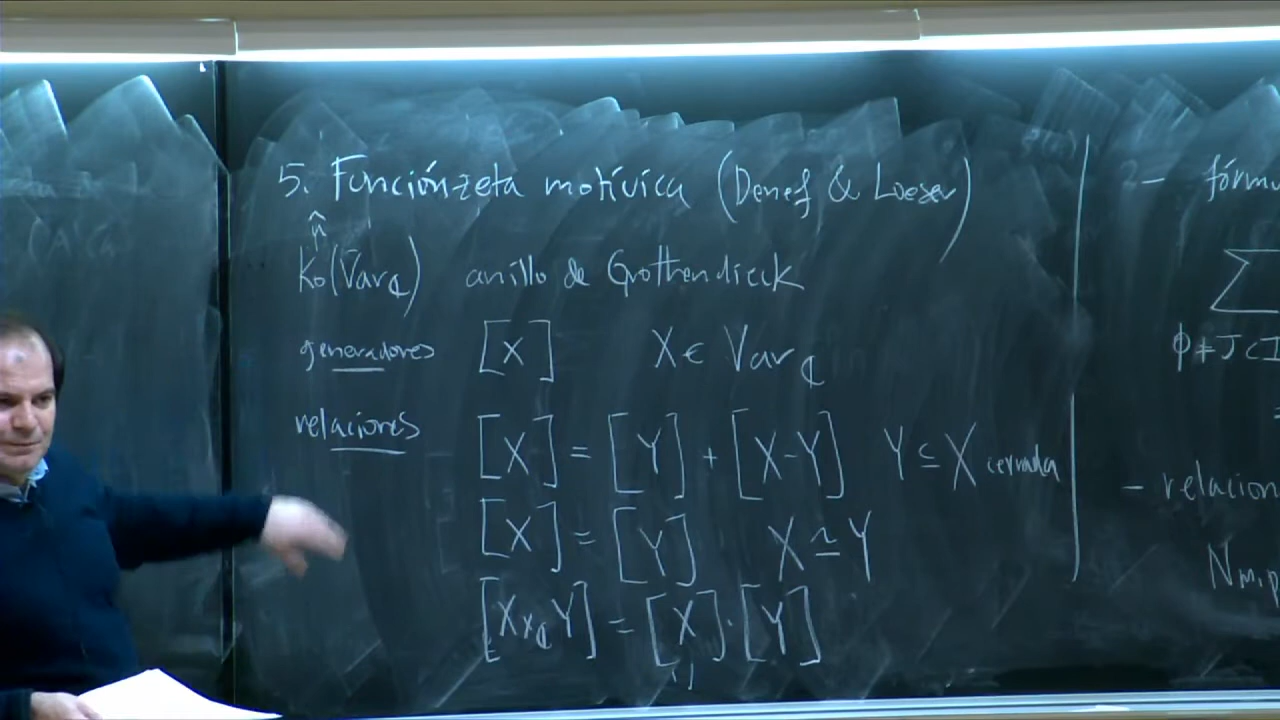 5. Función zeta motívica (Denef & Loeser)
K₀(Var_ℂ) anillo de Grothendieck
generadores [X] X ∈ Var_ℂ
relaciones [X] = [Y] + [X-Y] Y ⊆ X cerrada
[X] = [Y] X ≃ Y
[X ×_ℂ Y] = [X]·[Y]
2- fórmu
∑
ϕ ≠ J ⊂ I
=
- relacion
N_{m,p